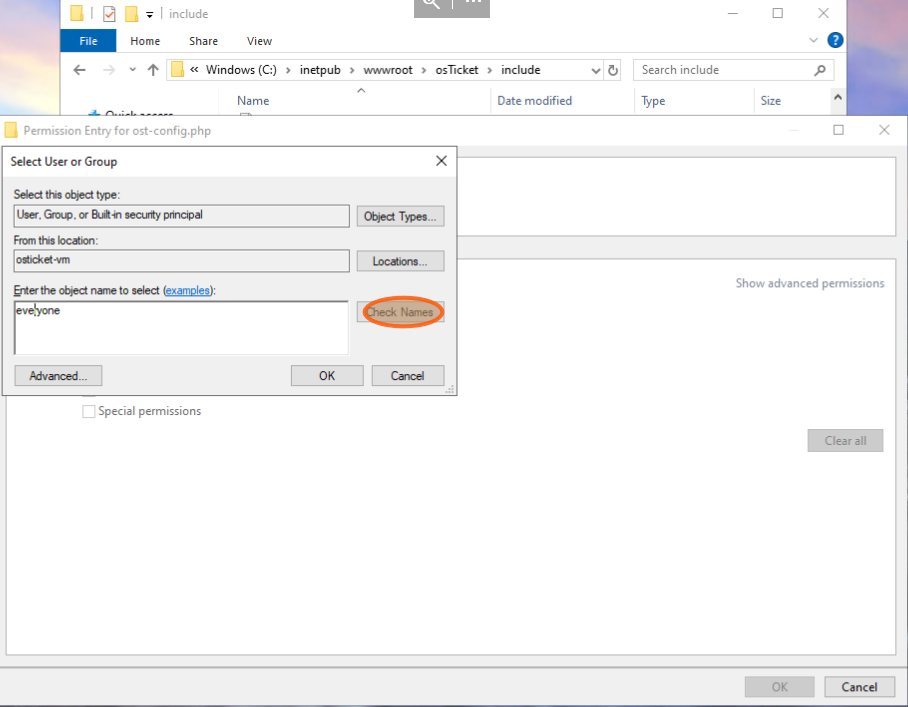 include
File Home Share View
« Windows (C:) › inetpub › wwwroot › osTicket › include
Search include
Quick access
Name Date modified Type Size
Permission Entry for ost-config.php
Select User or Group
Select this object type:
User, Group, or Built-in security principal
Object Types...
From this location:
osticket-vm
Locations...
Enter the object name to select (examples):
everyone
Check Names
Advanced...
OK
Cancel
Show advanced permissions
Special permissions
Clear all
OK
Cancel